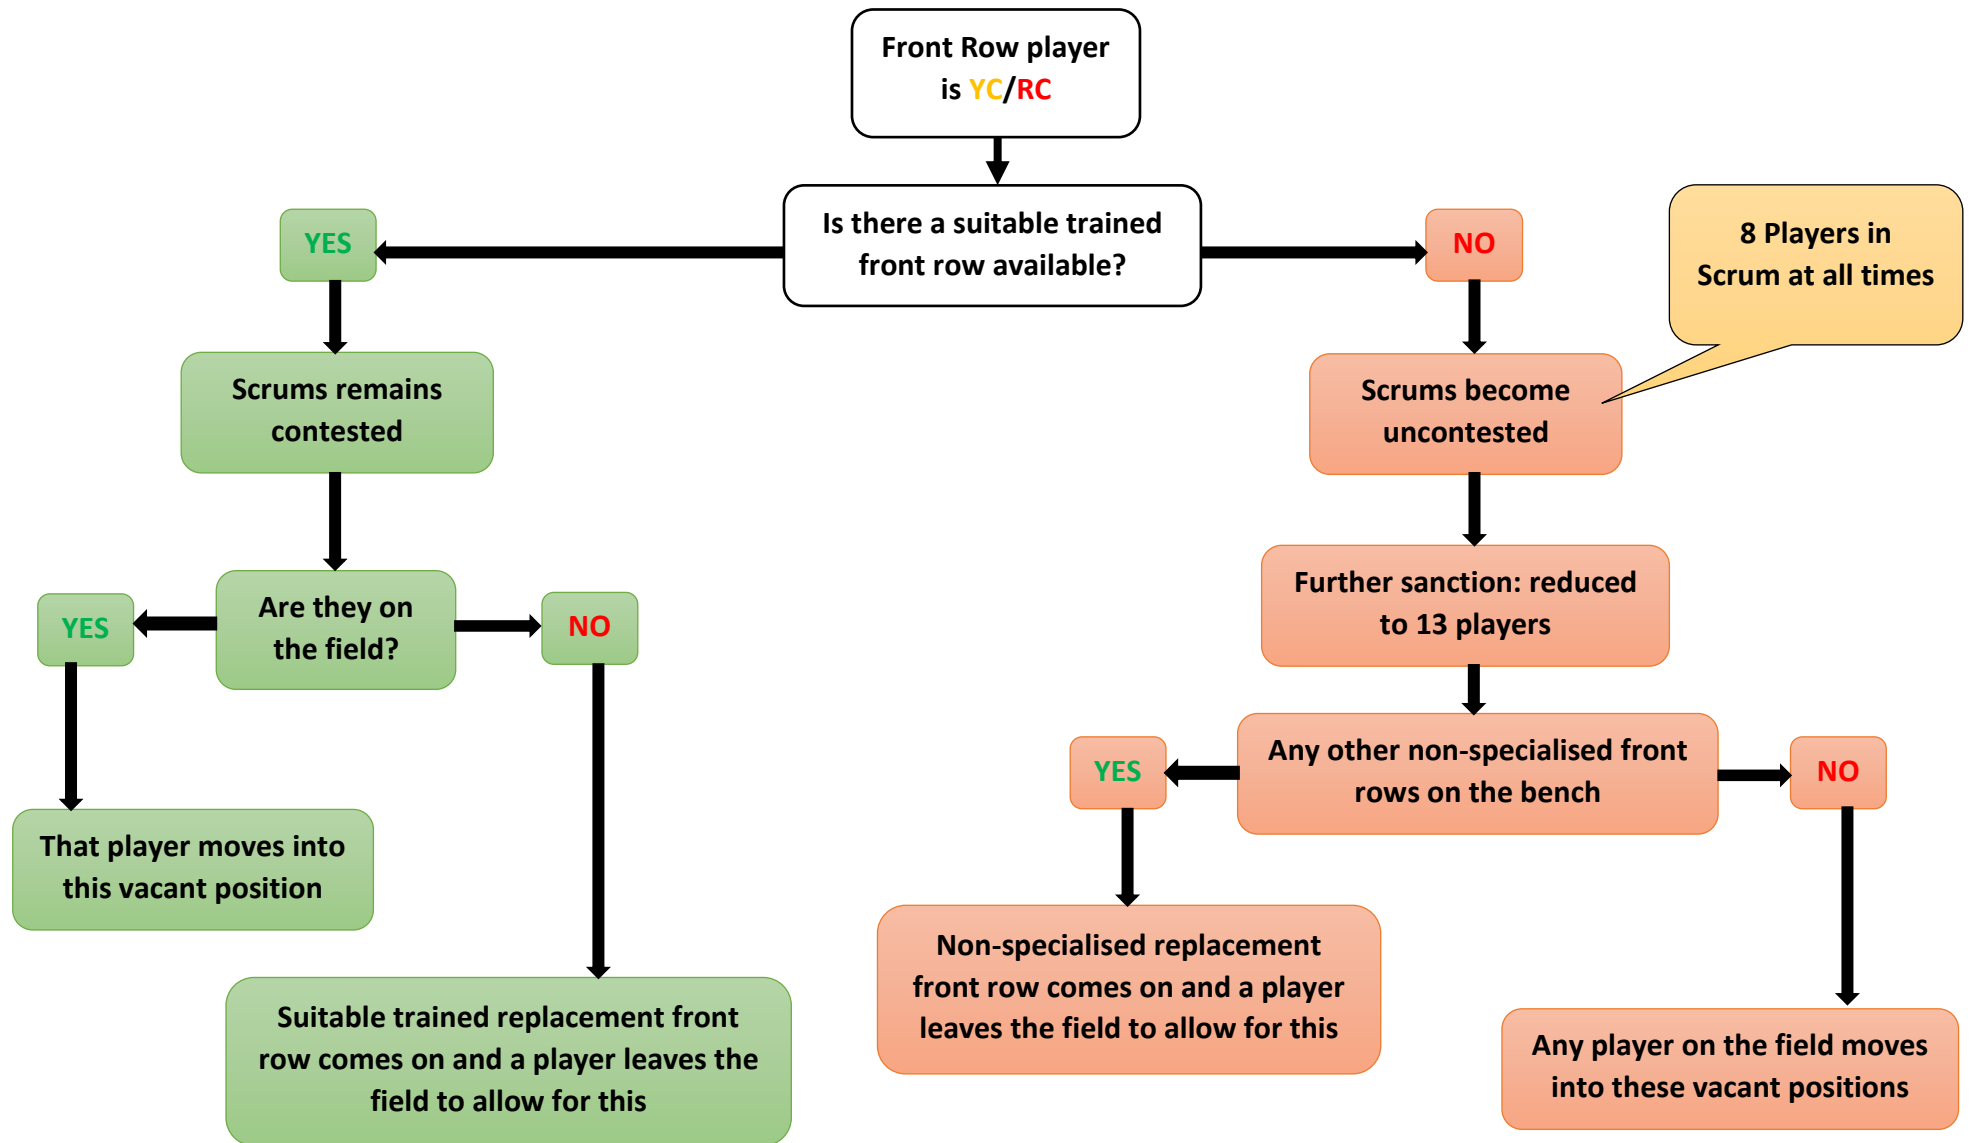 Front Row player
is YC/RC
Is there a suitable trained
front row available?
YES
NO
8 Players in
Scrum at all times
Scrums remains
contested
Scrums become
uncontested
Are they on
the field?
YES
NO
Further sanction: reduced
to 13 players
Any other non-specialised front
rows on the bench
YES
NO
That player moves into
this vacant position
Suitable trained replacement front
row comes on and a player leaves the
field to allow for this
Non-specialised replacement
front row comes on and a player
leaves the field to allow for this
Any player on the field moves
into these vacant positions